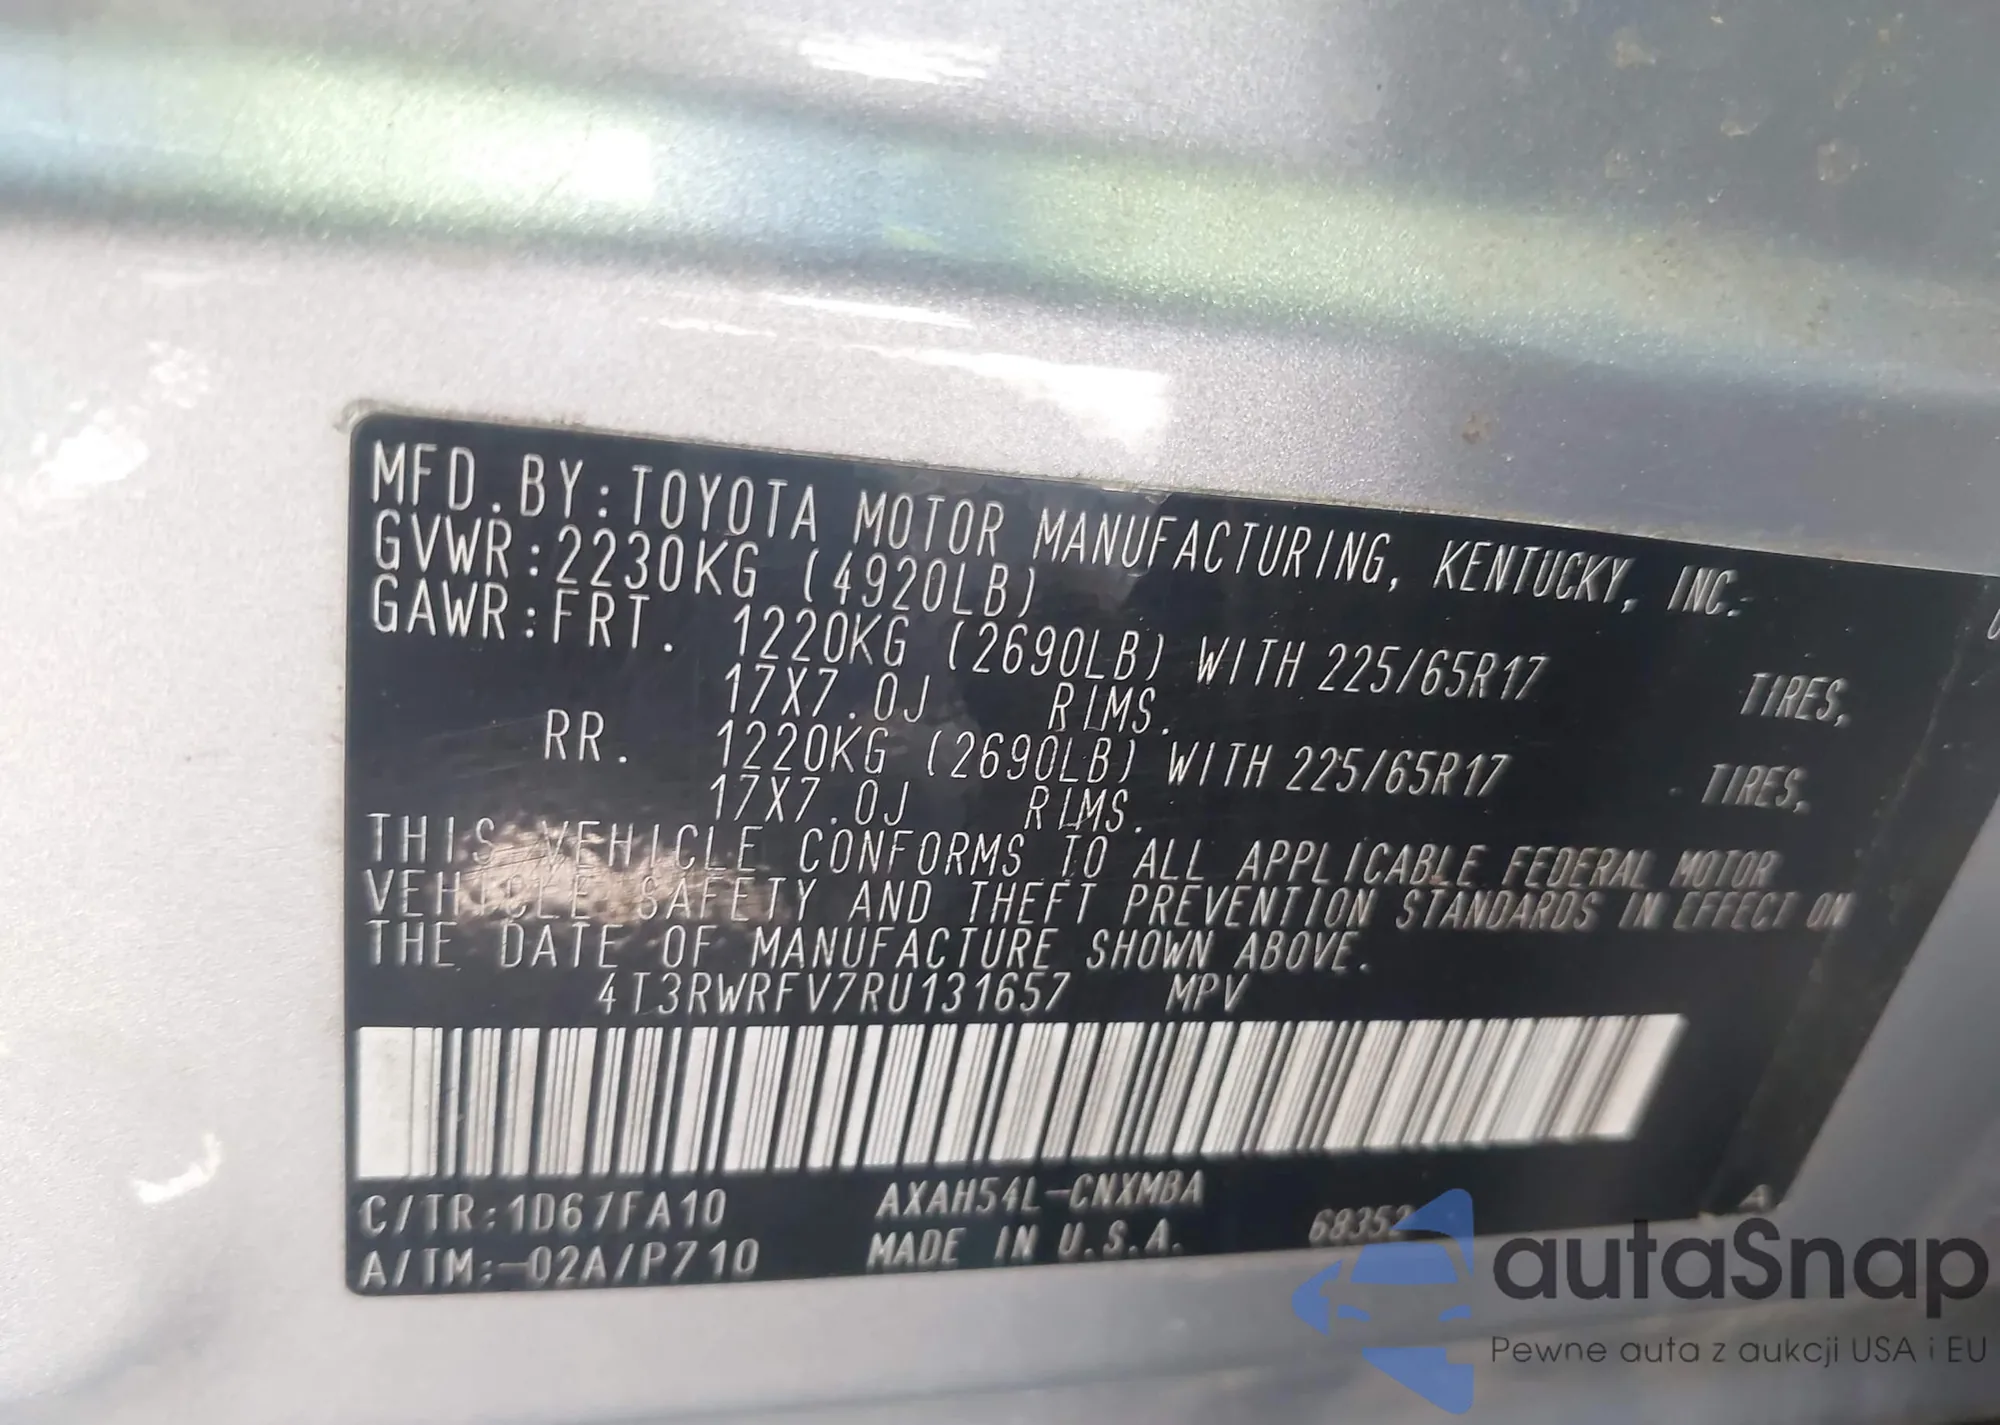 MFD.BY:TOYOTA MOTOR MANUFACTURING, KENTUCKY, INC.
GVWR:2230KG (4920LB)
GAWR:FRT. 1220KG (2690LB) WITH 225/65R17 TIRES,
17X7.0J RIMS.
RR. 1220KG (2690LB) WITH 225/65R17 TIRES,
17X7.0J RIMS.
THIS VEHICLE CONFORMS TO ALL APPLICABLE FEDERAL MOTOR
VEHICLE SAFETY AND THEFT PREVENTION STANDARDS IN EFFECT ON
THE DATE OF MANUFACTURE SHOWN ABOVE.
4T3RWRFV7RU131657 MPV
C/TR:1D67FA10 AXAH54L-CNXMBA
A/TM:-02A/P710 MADE IN U.S.A. 68352 A
autaSnap
Pewne auta z aukcji USA i EU